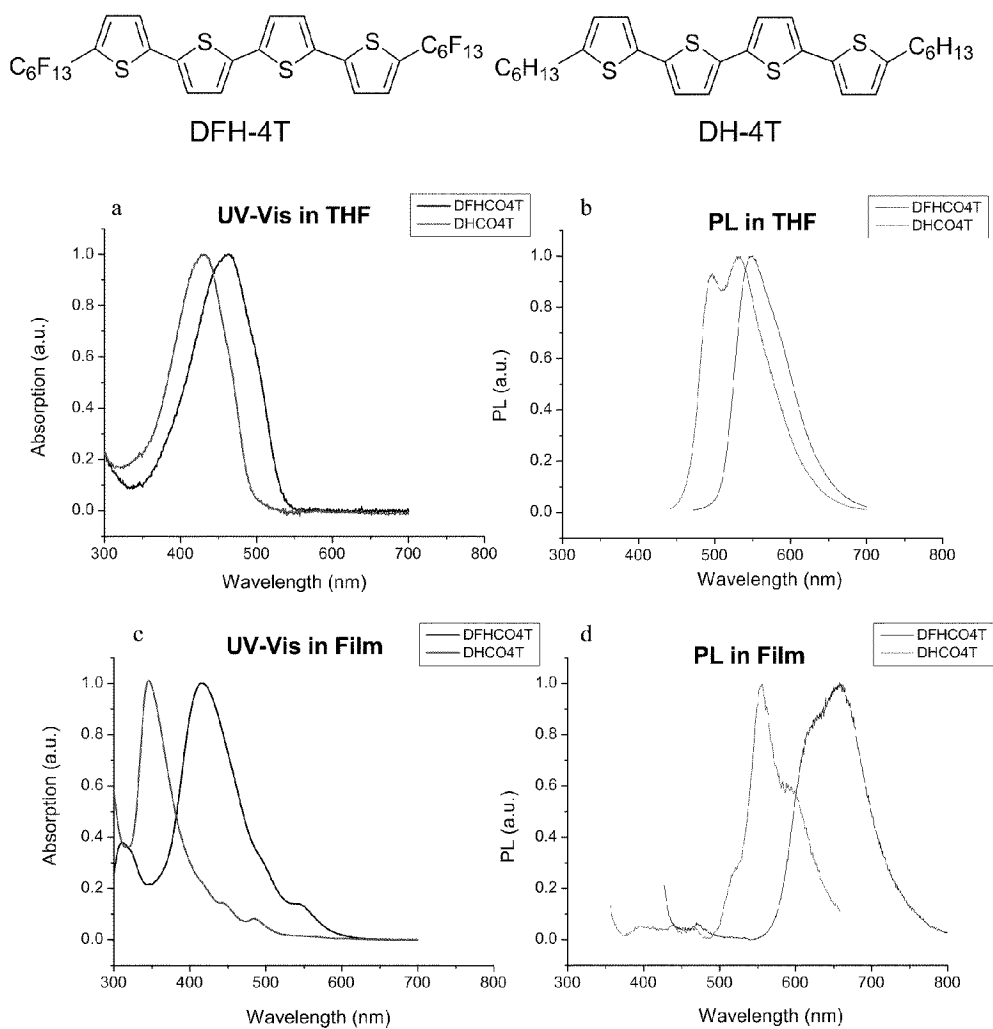 C6F13 S S S S C6F13
DFH-4T
C6H13 S S S S C6H13
DH-4T
a
UV-Vis in THF
DFHCO4T
DHCO4T
Absorption (a.u.)
1.0
0.8
0.6
0.4
0.2
0.0
300 400 500 600 700 800
Wavelength (nm)
b
PL in THF
DFHCO4T
DHCO4T
PL (a.u.)
1.0
0.8
0.6
0.4
0.2
0.0
300 400 500 600 700 800
Wavelength (nm)
c
UV-Vis in Film
DFHCO4T
DHCO4T
Absorption (a.u.)
1.0
0.8
0.6
0.4
0.2
0.0
300 400 500 600 700 800
Wavelength (nm)
d
PL in Film
DFHCO4T
DHCO4T
PL (a.u.)
1.0
0.8
0.6
0.4
0.2
0.0
300 400 500 600 700 800
Wavelength (nm)